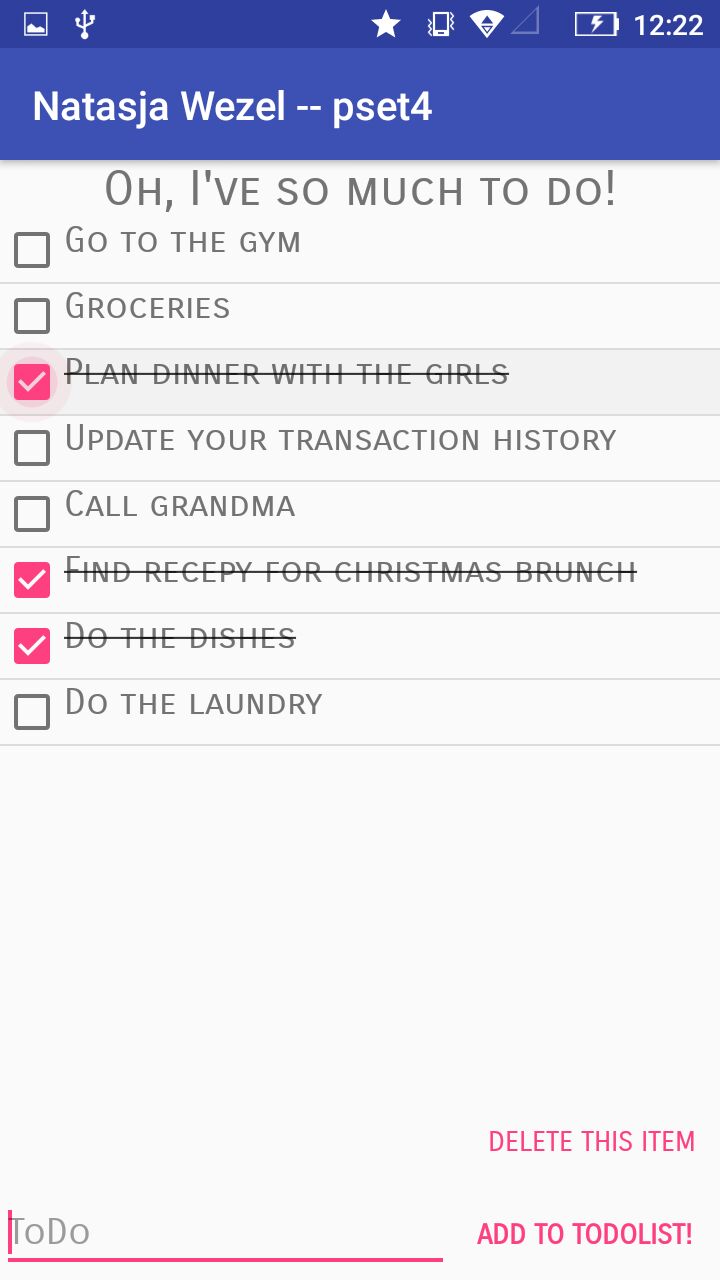 12:22
Natasja Wezel -- pset4
Oh, I've so much to do!
Go to the gym
Groceries
Plan dinner with the girls
Update your transaction history
Call grandma
Find recepy for christmas brunch
Do the dishes
Do the laundry
DELETE THIS ITEM
ToDo
ADD TO TODOLIST!